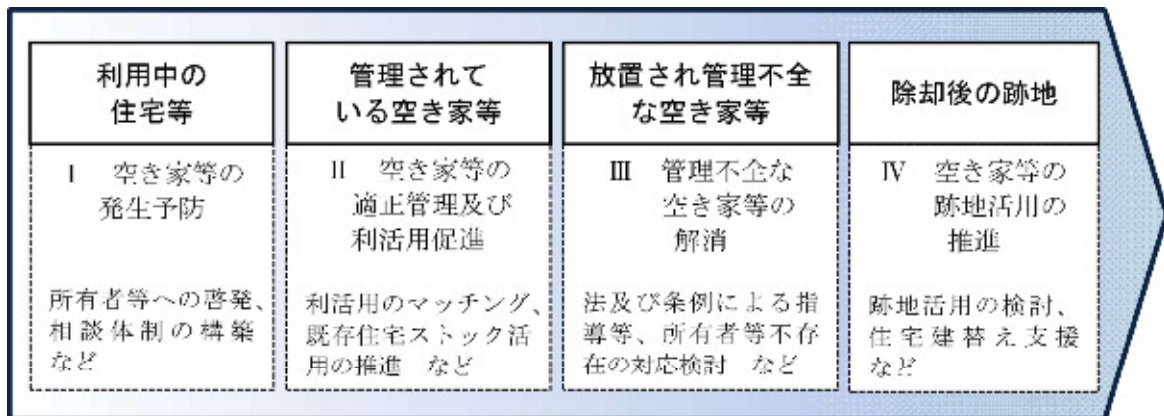 利用中の
住宅等
Ⅰ 空き家等の
発生予防
所有者等への啓発、
相談体制の構築
など
管理されて
いる空き家等
Ⅱ 空き家等の
適正管理及び
利活用促進
利活用のマッチング、
既存住宅ストック活
用の推進 など
放置され管理不全
な空き家等
Ⅲ 管理不全な
空き家等の
解消
法及び条例による指
導等、所有者等不存
在の対応検討 など
除却後の跡地
Ⅳ 空き家等の
跡地活用の
推進
跡地活用の検討、
住宅建替え支援
など